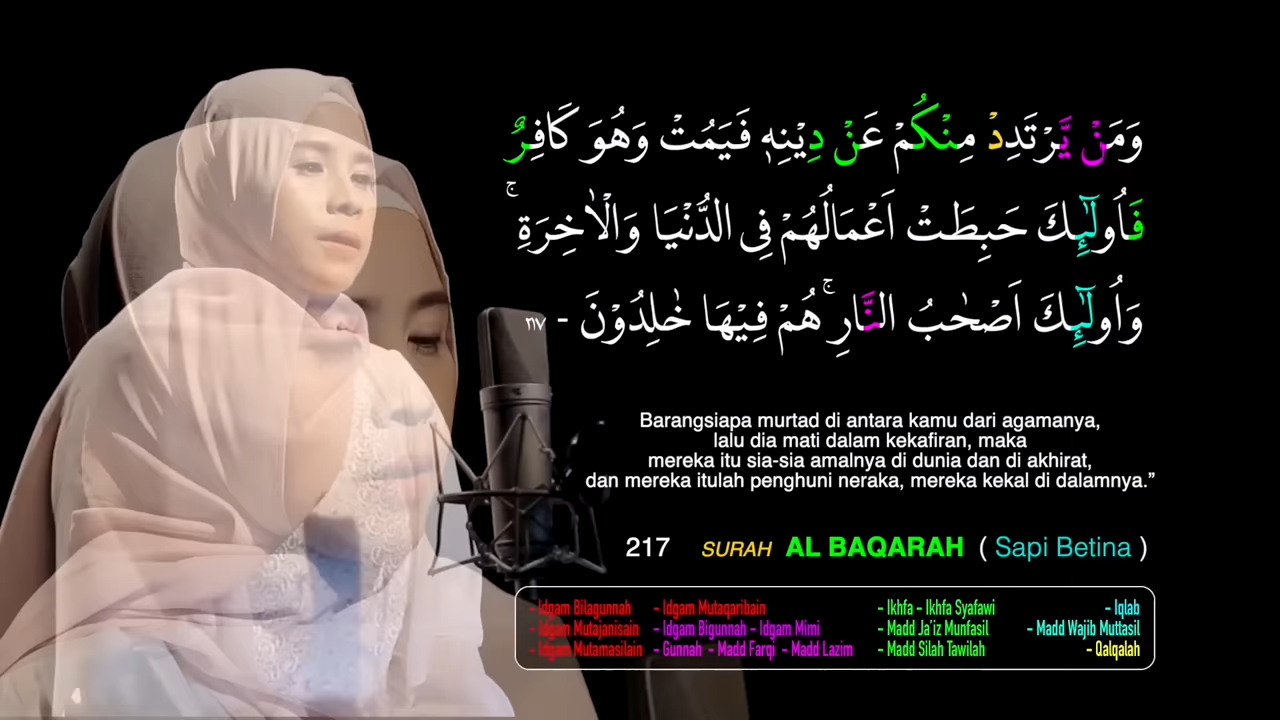 وَمَنْ يَّرْتَدِدْ مِنْكُمْ عَنْ دِيْنِهٖ فَيَمُتْ وَهُوَ كَافِرٌ
فَاُولٰۤىِٕكَ حَبِطَتْ اَعْمَالُهُمْ فِى الدُّنْيَا وَالْاٰخِرَةِ ۚ
وَاُولٰۤىِٕكَ اَصْحٰبُ النَّارِ ۚ هُمْ فِيْهَا خٰلِدُوْنَ - ٢١٧
Barangsiapa murtad di antara kamu dari agamanya,
lalu dia mati dalam kekafiran, maka
mereka itu sia-sia amalnya di dunia dan di akhirat,
dan mereka itulah penghuni neraka, mereka kekal di dalamnya.”
217 SURAH AL BAQARAH ( Sapi Betina )
- Idgam Bilagunnah - Idgam Mutaqaribain - Ikhfa - Ikhfa Syafawi - Iqlab
- Idgam Mutajanisain - Idgam Bigunnah - Idgam Mimi - Madd Ja'iz Munfasil - Madd Wajib Muttasil
- Idgam Mutamasilain - Gunnah - Madd Farqi - Madd Lazim - Madd Silah Tawilah - Qalqalah